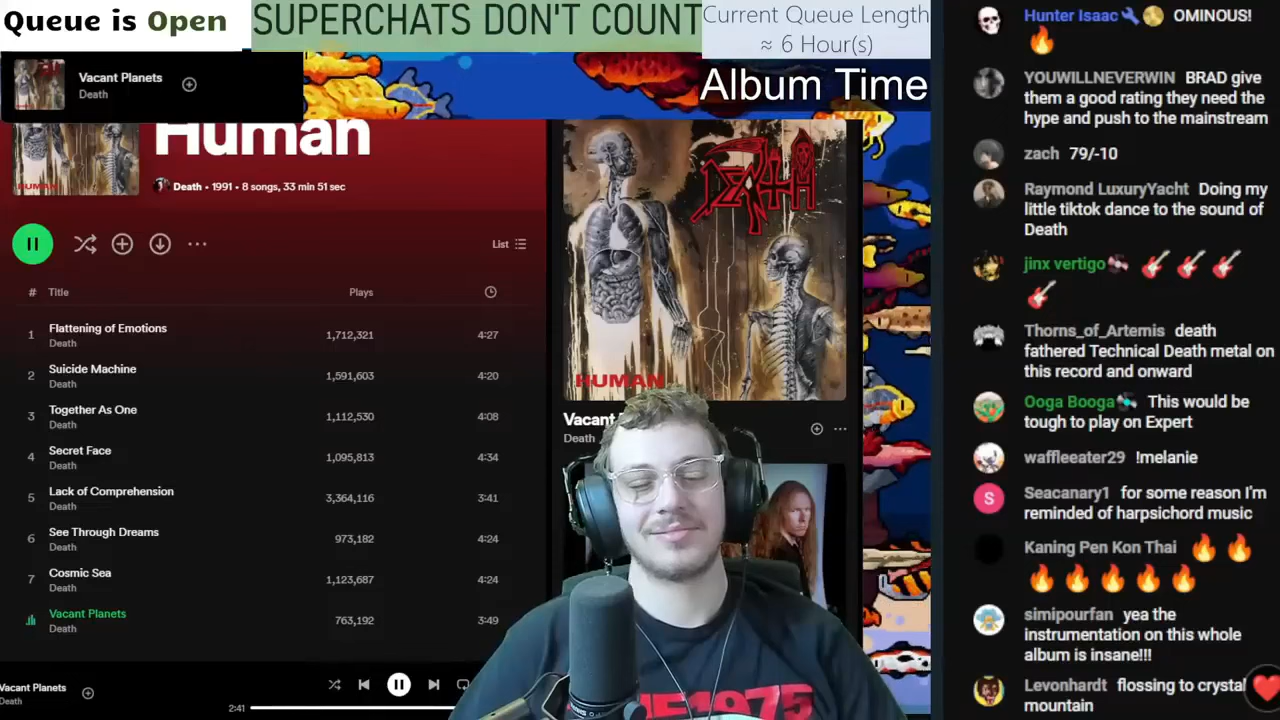 Queue is Open
SUPERCHATS DON'T COUNT
Current Queue Length
≈ 6 Hour(s)
Album Time
Vacant Planets
Death
Human
Death • 1991 • 8 songs, 33 min 51 sec
List
# Title Plays
1 Flattening of Emotions 1,712,321 4:27
Death
2 Suicide Machine 1,591,603 4:20
Death
3 Together As One 1,112,530 4:08
Death
4 Secret Face 1,095,813 4:34
Death
5 Lack of Comprehension 3,364,116 3:41
Death
6 See Through Dreams 973,182 4:24
Death
7 Cosmic Sea 1,123,687 4:24
Death
Vacant Planets 763,192 3:49
Death
DEATH
HUMAN
Vacant
Death
Vacant Planets
Death
2:41
Hunter Isaac OMINOUS!
🔥
YOUWILLNEVERWIN BRAD give
them a good rating they need the
hype and push to the mainstream
zach 79/-10
Raymond LuxuryYacht Doing my
little tiktok dance to the sound of
Death
jinx vertigo 🎸 🎸 🎸
🎸
Thorns_of_Artemis death
fathered Technical Death metal on
this record and onward
Ooga Booga This would be
tough to play on Expert
waffleeater29 !melanie
S
Seacanary1 for some reason I'm
reminded of harpsichord music
Kaning Pen Kon Thai 🔥 🔥
🔥 🔥 🔥 🔥 🔥
simipourfan yea the
instrumentation on this whole
album is insane!!!
Levonhardt flossing to crystal
mountain